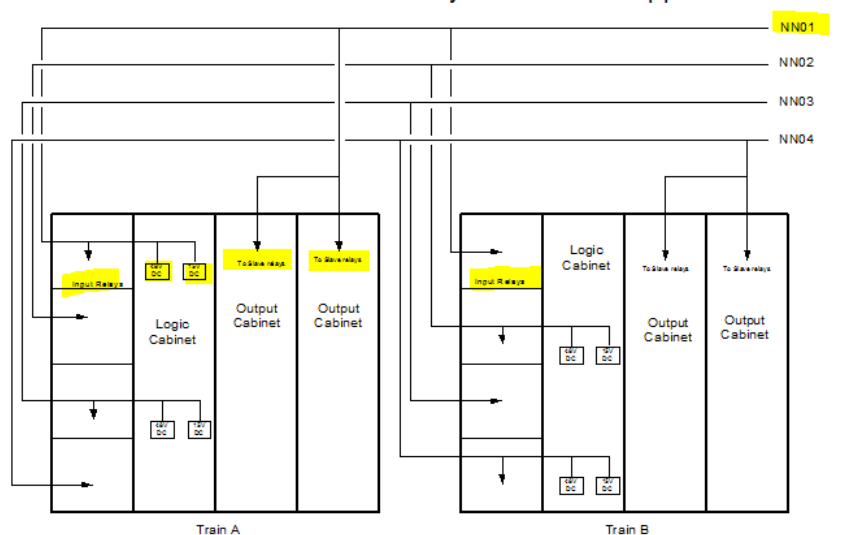 NN01
NN02
NN03
NN04
To Slave relays
To Slave relays
Input Relays
48V
DC
15V
DC
Logic
Cabinet
Output
Cabinet
Output
Cabinet
48V
DC
15V
DC
Train A
Logic
Cabinet
To Slave relays
To Slave relays
Input Relays
Output
Cabinet
Output
Cabinet
48V
DC
15V
DC
48V
DC
15V
DC
Train B